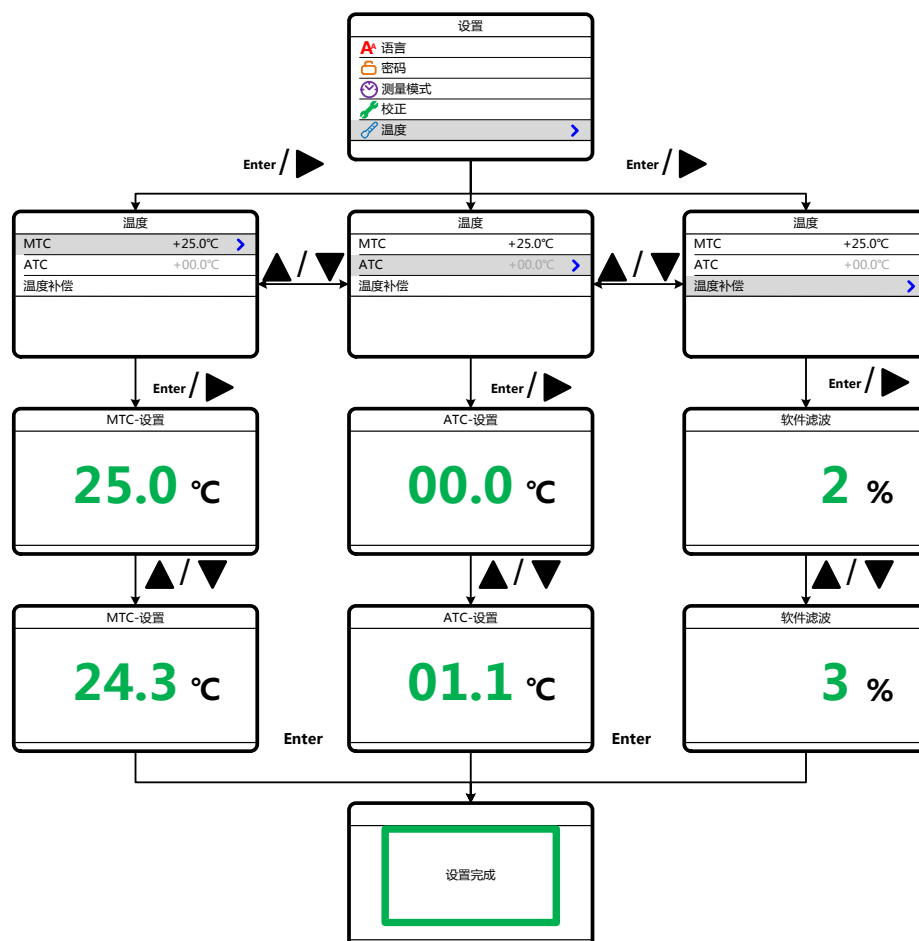 设置
语言
密码
测量模式
校正
温度
Enter / Enter /
温度 温度 温度
MTC +25.0℃ MTC +25.0℃ MTC +25.0℃
ATC +00.0℃ ATC +00.0℃ ATC +00.0℃
温度补偿 温度补偿 温度补偿
/ /
Enter / Enter / Enter /
MTC-设置 ATC-设置 软件滤波
25.0 ℃ 00.0 ℃ 2 %
/ / /
MTC-设置 ATC-设置 软件滤波
24.3 ℃ 01.1 ℃ 3 %
Enter Enter
设置完成